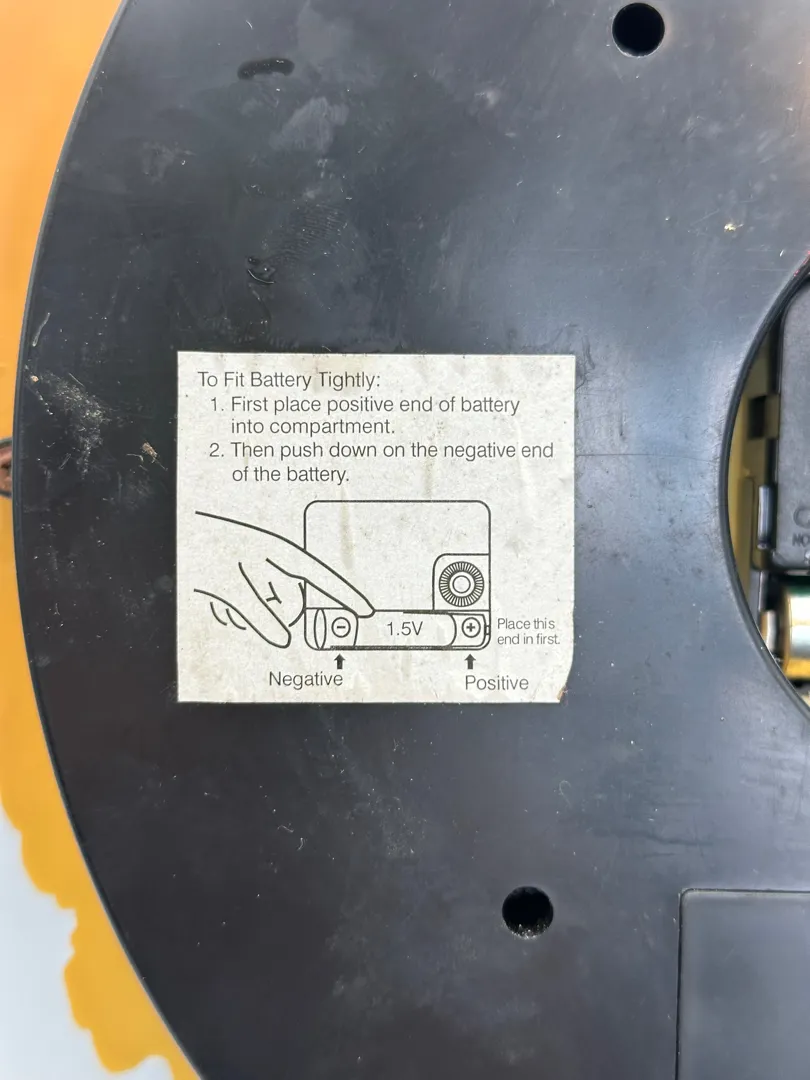 To Fit Battery Tightly:
1. First place positive end of battery
into compartment.
2. Then push down on the negative end
of the battery.
1.5V
Place this
end in first.
Negative
Positive